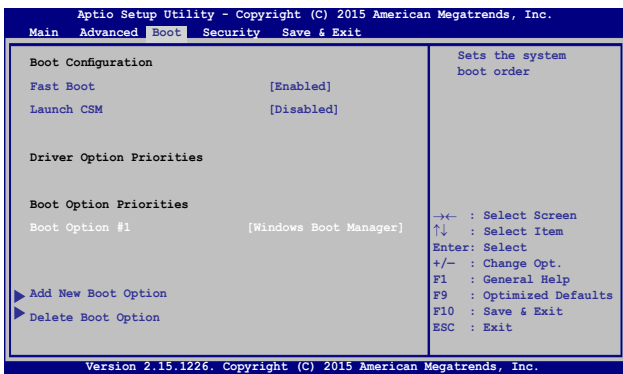 Aptio Setup Utility - Copyright (C) 2015 American Megatrends, Inc.
Main Advanced Boot Security Save & Exit
Boot Configuration
Fast Boot [Enabled]
Launch CSM [Disabled]
Driver Option Priorities
Boot Option Priorities
Boot Option #1 [Windows Boot Manager]
Add New Boot Option
Delete Boot Option
Sets the system
boot order
→← : Select Screen
↑↓ : Select Item
Enter: Select
+/— : Change Opt.
F1 : General Help
F9 : Optimized Defaults
F10 : Save & Exit
ESC : Exit
Version 2.15.1226. Copyright (C) 2015 American Megatrends, Inc.